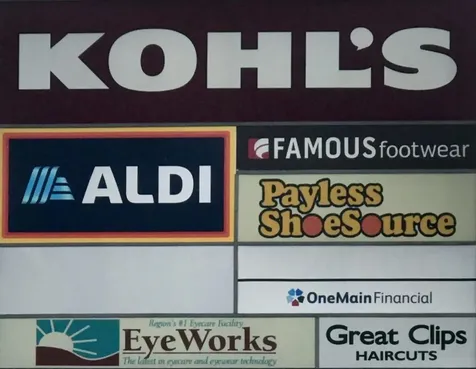 KOHL'S
ALDI
FAMOUS footwear
Payless
ShoeSource
OneMain Financial
Region's #1 Eyecare Facility
EyeWorks
The latest in eyecare and eyewear technology
Great Clips
HAIRCUTS